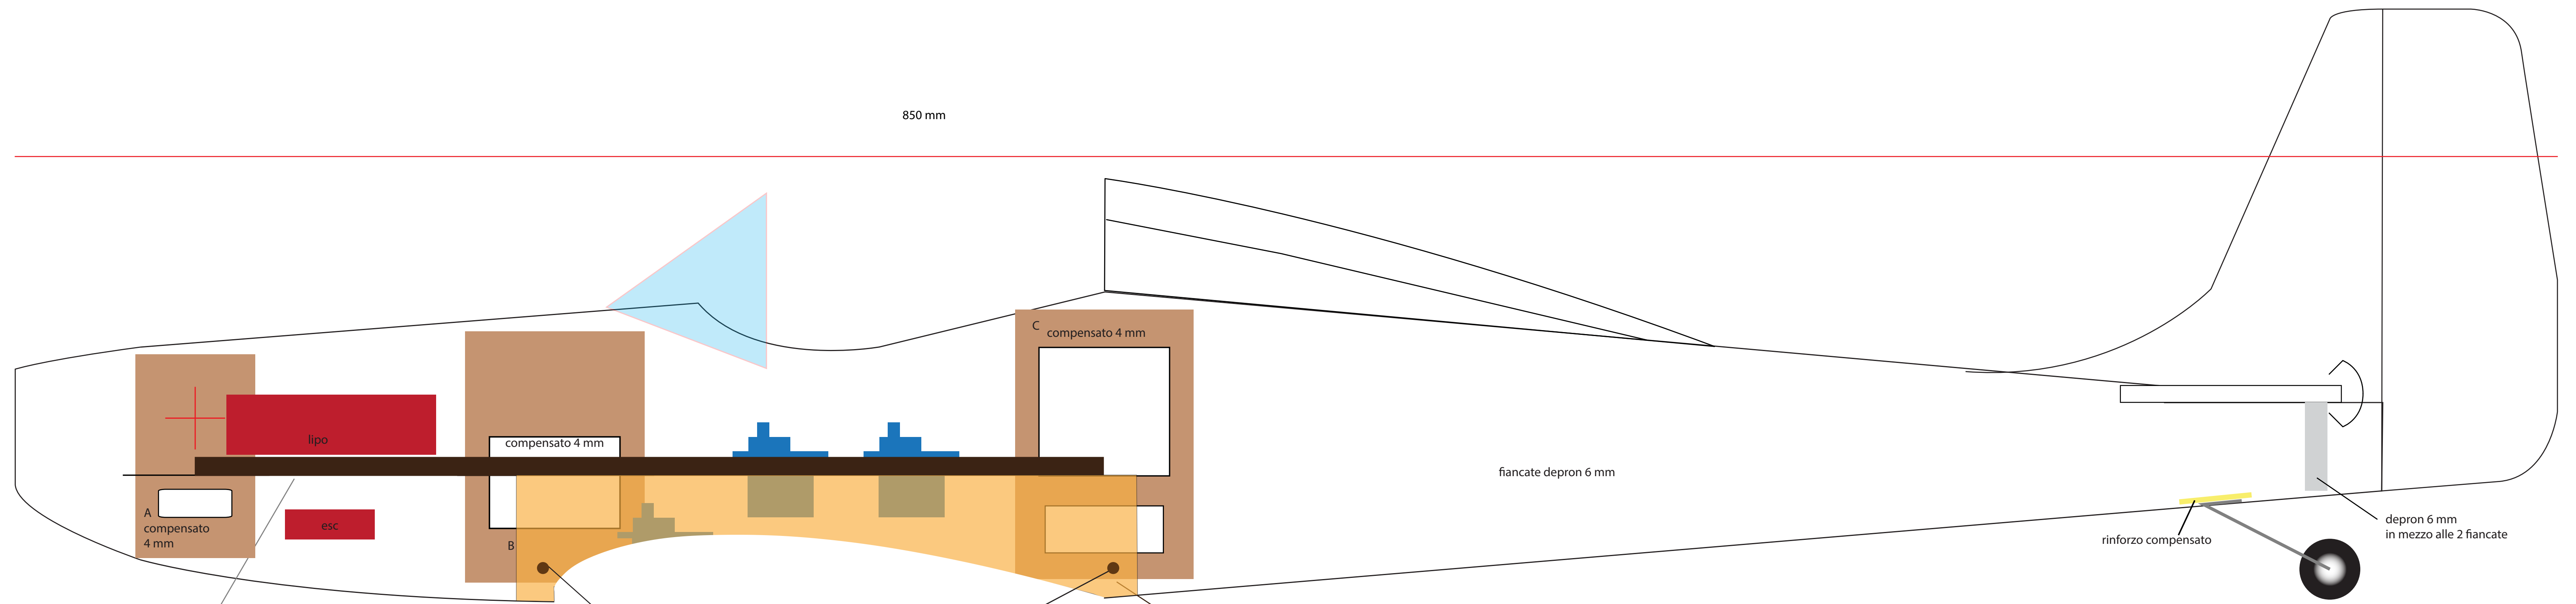 850 mm
C
compensato 4 mm
lipo
compensato 4 mm
fiancate depron 6 mm
A
compensato
4 mm
esc
B
rinforzo compensato
depron 6 mm
in mezzo alle 2 fiancate